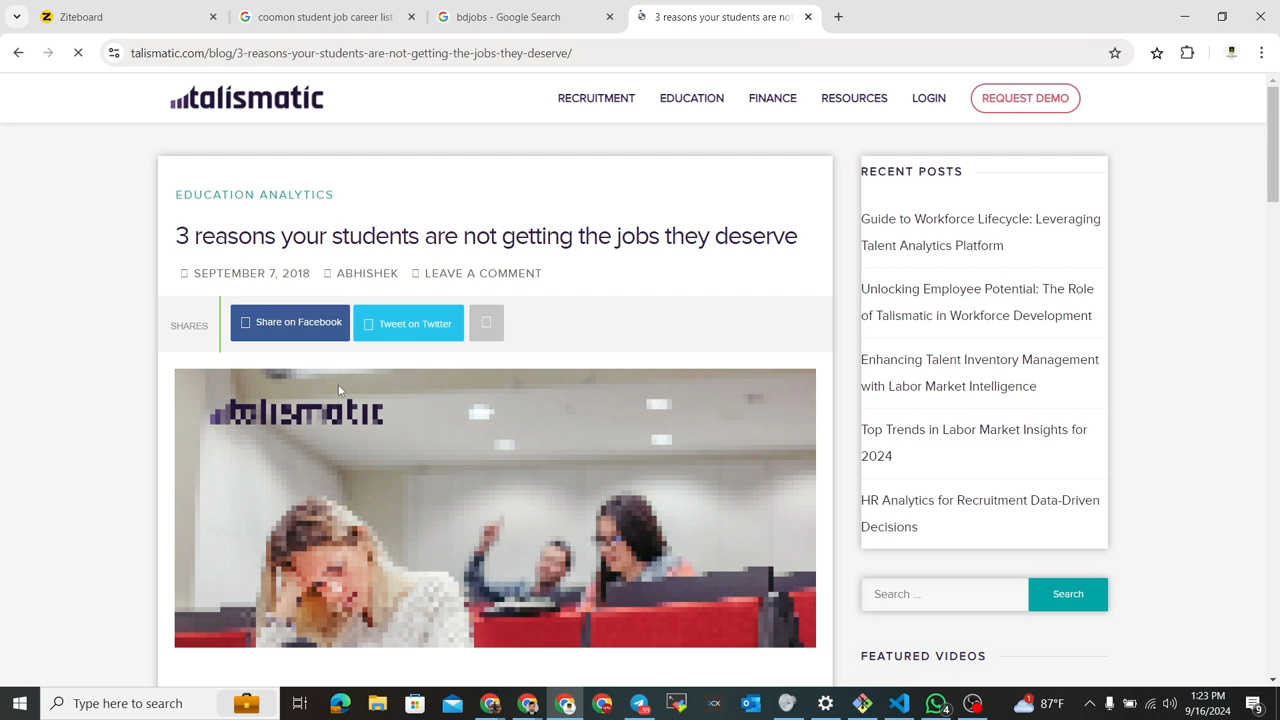 Ziteboard
coomon student job career list
bdjobs - Google Search
3 reasons your students are not
talismatic.com/blog/3-reasons-your-students-are-not-getting-the-jobs-they-deserve/
talismatic
RECRUITMENT
EDUCATION
FINANCE
RESOURCES
LOGIN
REQUEST DEMO
EDUCATION ANALYTICS
3 reasons your students are not getting the jobs they deserve
SEPTEMBER 7, 2018
ABHISHEK
LEAVE A COMMENT
SHARES
Share on Facebook
Tweet on Twitter
talismatic
RECENT POSTS
Guide to Workforce Lifecycle: Leveraging
Talent Analytics Platform
Unlocking Employee Potential: The Role
of Talismatic in Workforce Development
Enhancing Talent Inventory Management
with Labor Market Intelligence
Top Trends in Labor Market Insights for
2024
HR Analytics for Recruitment Data-Driven
Decisions
Search ...
Search
FEATURED VIDEOS
Type here to search
99
4
1
87°F
1:23 PM
9/16/2024
5